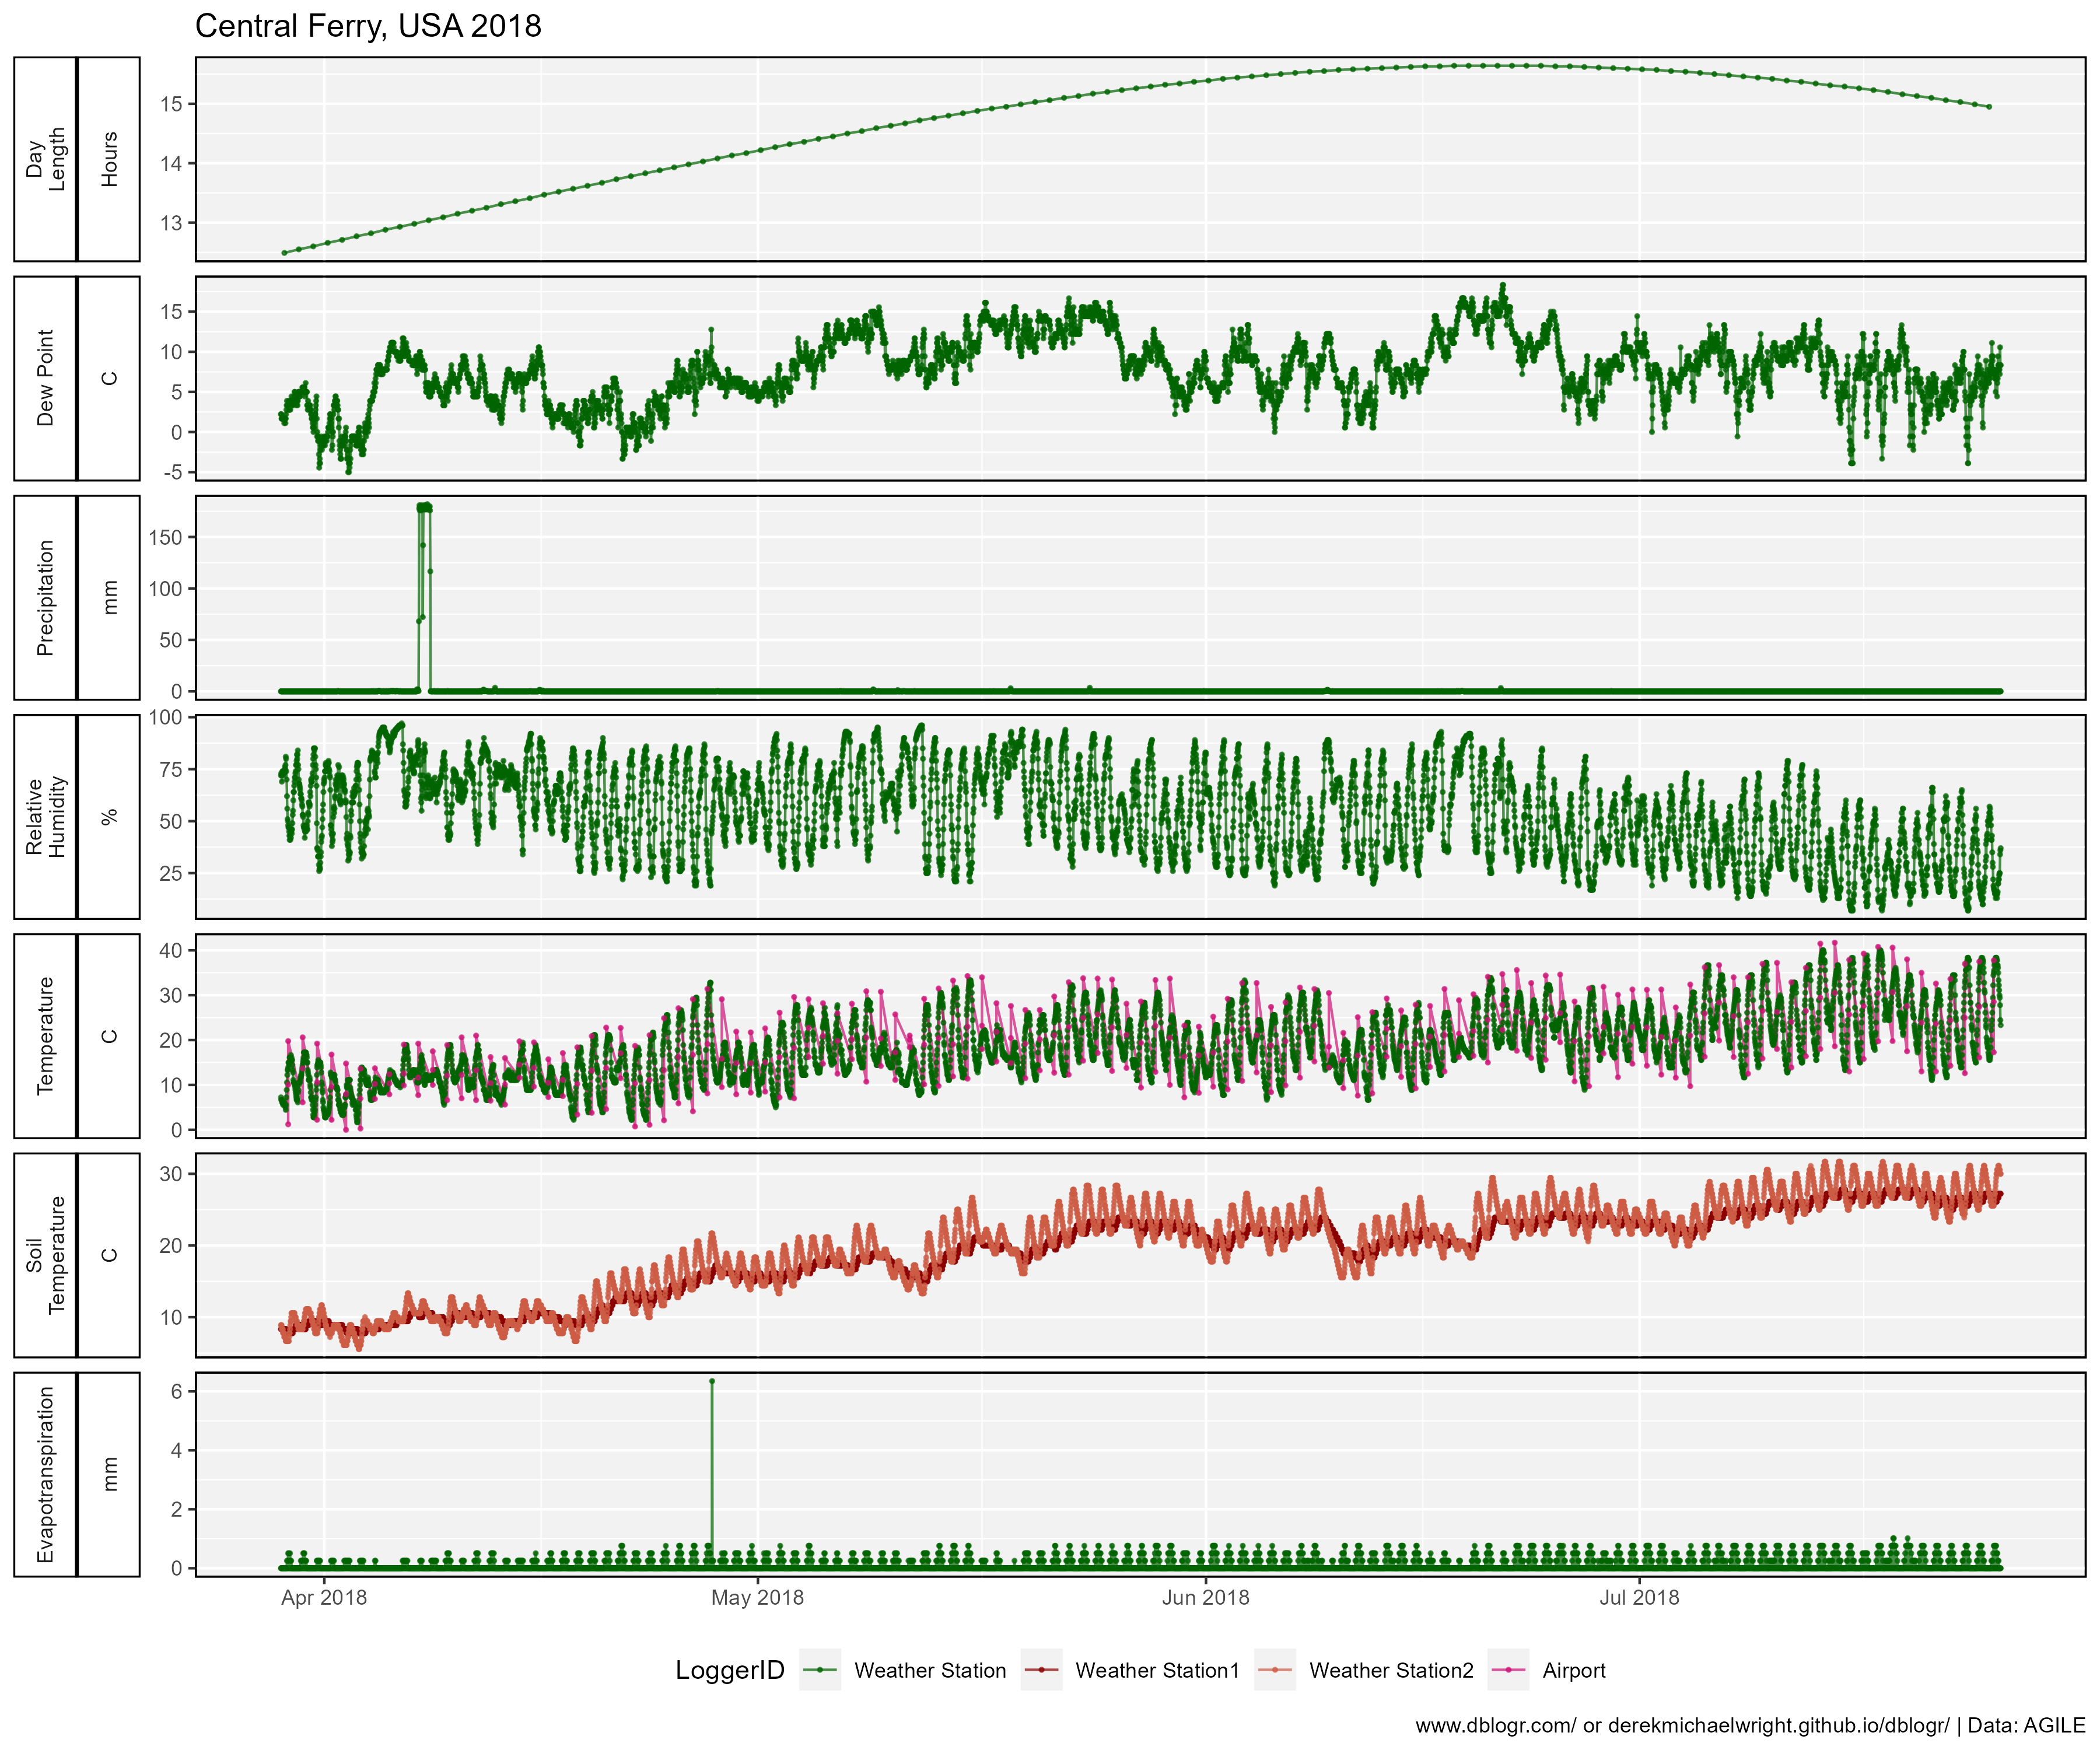 Central Ferry, USA 2018
Day
Length
Hours
15
14
13
Dew Point
C
15
10
5
0
-5
Precipitation
mm
150
100
50
0
Relative
Humidity
%
100
75
50
25
Temperature
C
40
30
20
10
0
Soil
Temperature
C
30
20
10
Evapotranspiration
mm
6
4
2
0
Apr 2018 May 2018 Jun 2018 Jul 2018
LoggerID Weather Station Weather Station1 Weather Station2 Airport
www.dblogr.com/ or derekmichaelwright.github.io/dblogr/ | Data: AGILE